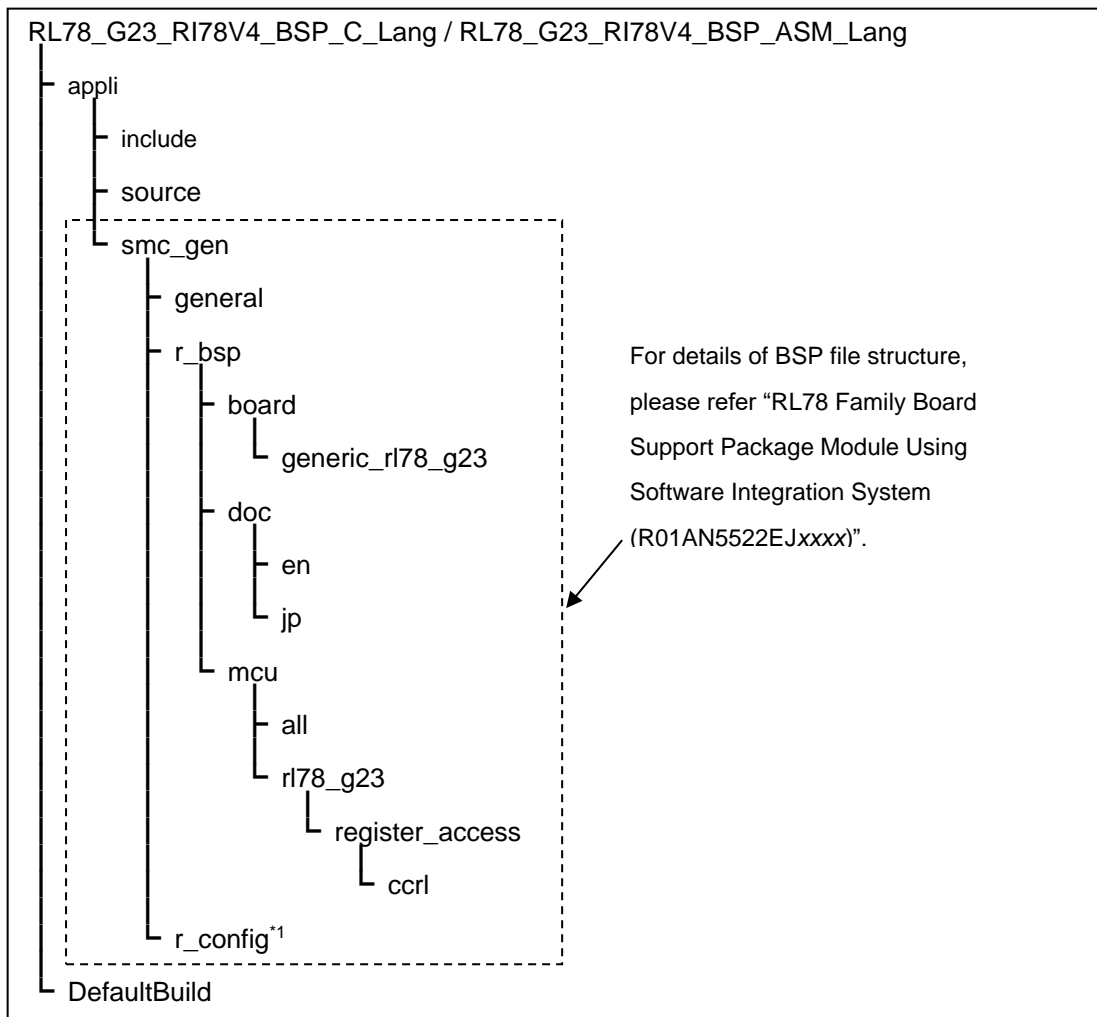 RL78_G23_RI78V4_BSP_C_Lang / RL78_G23_RI78V4_BSP_ASM_Lang
appli
include
source
smc_gen
general
r_bsp
board
generic_rl78_g23
doc
en
jp
mcu
all
rl78_g23
register_access
ccrl
r_config*1
DefaultBuild
For details of BSP file structure,
please refer “RL78 Family Board
Support Package Module Using
Software Integration System
(R01AN5522EJxxxx)”.